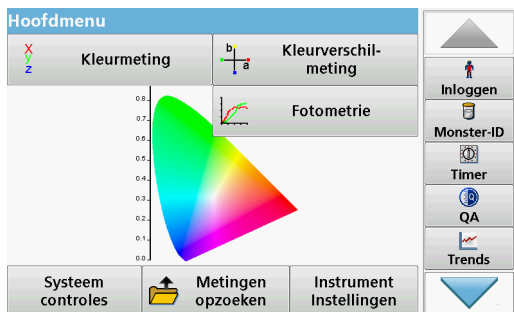 Hoofdmenu
X
y
z
Kleurmeting
b
a
Kleurverschil-
meting
Fotometrie
0.8
0.7
0.6
0.5
0.4
0.3
0.2
0.1
0.0
Systeem
controles
Metingen
opzoeken
Instrument
Instellingen
Inloggen
Monster-ID
Timer
QA
Trends